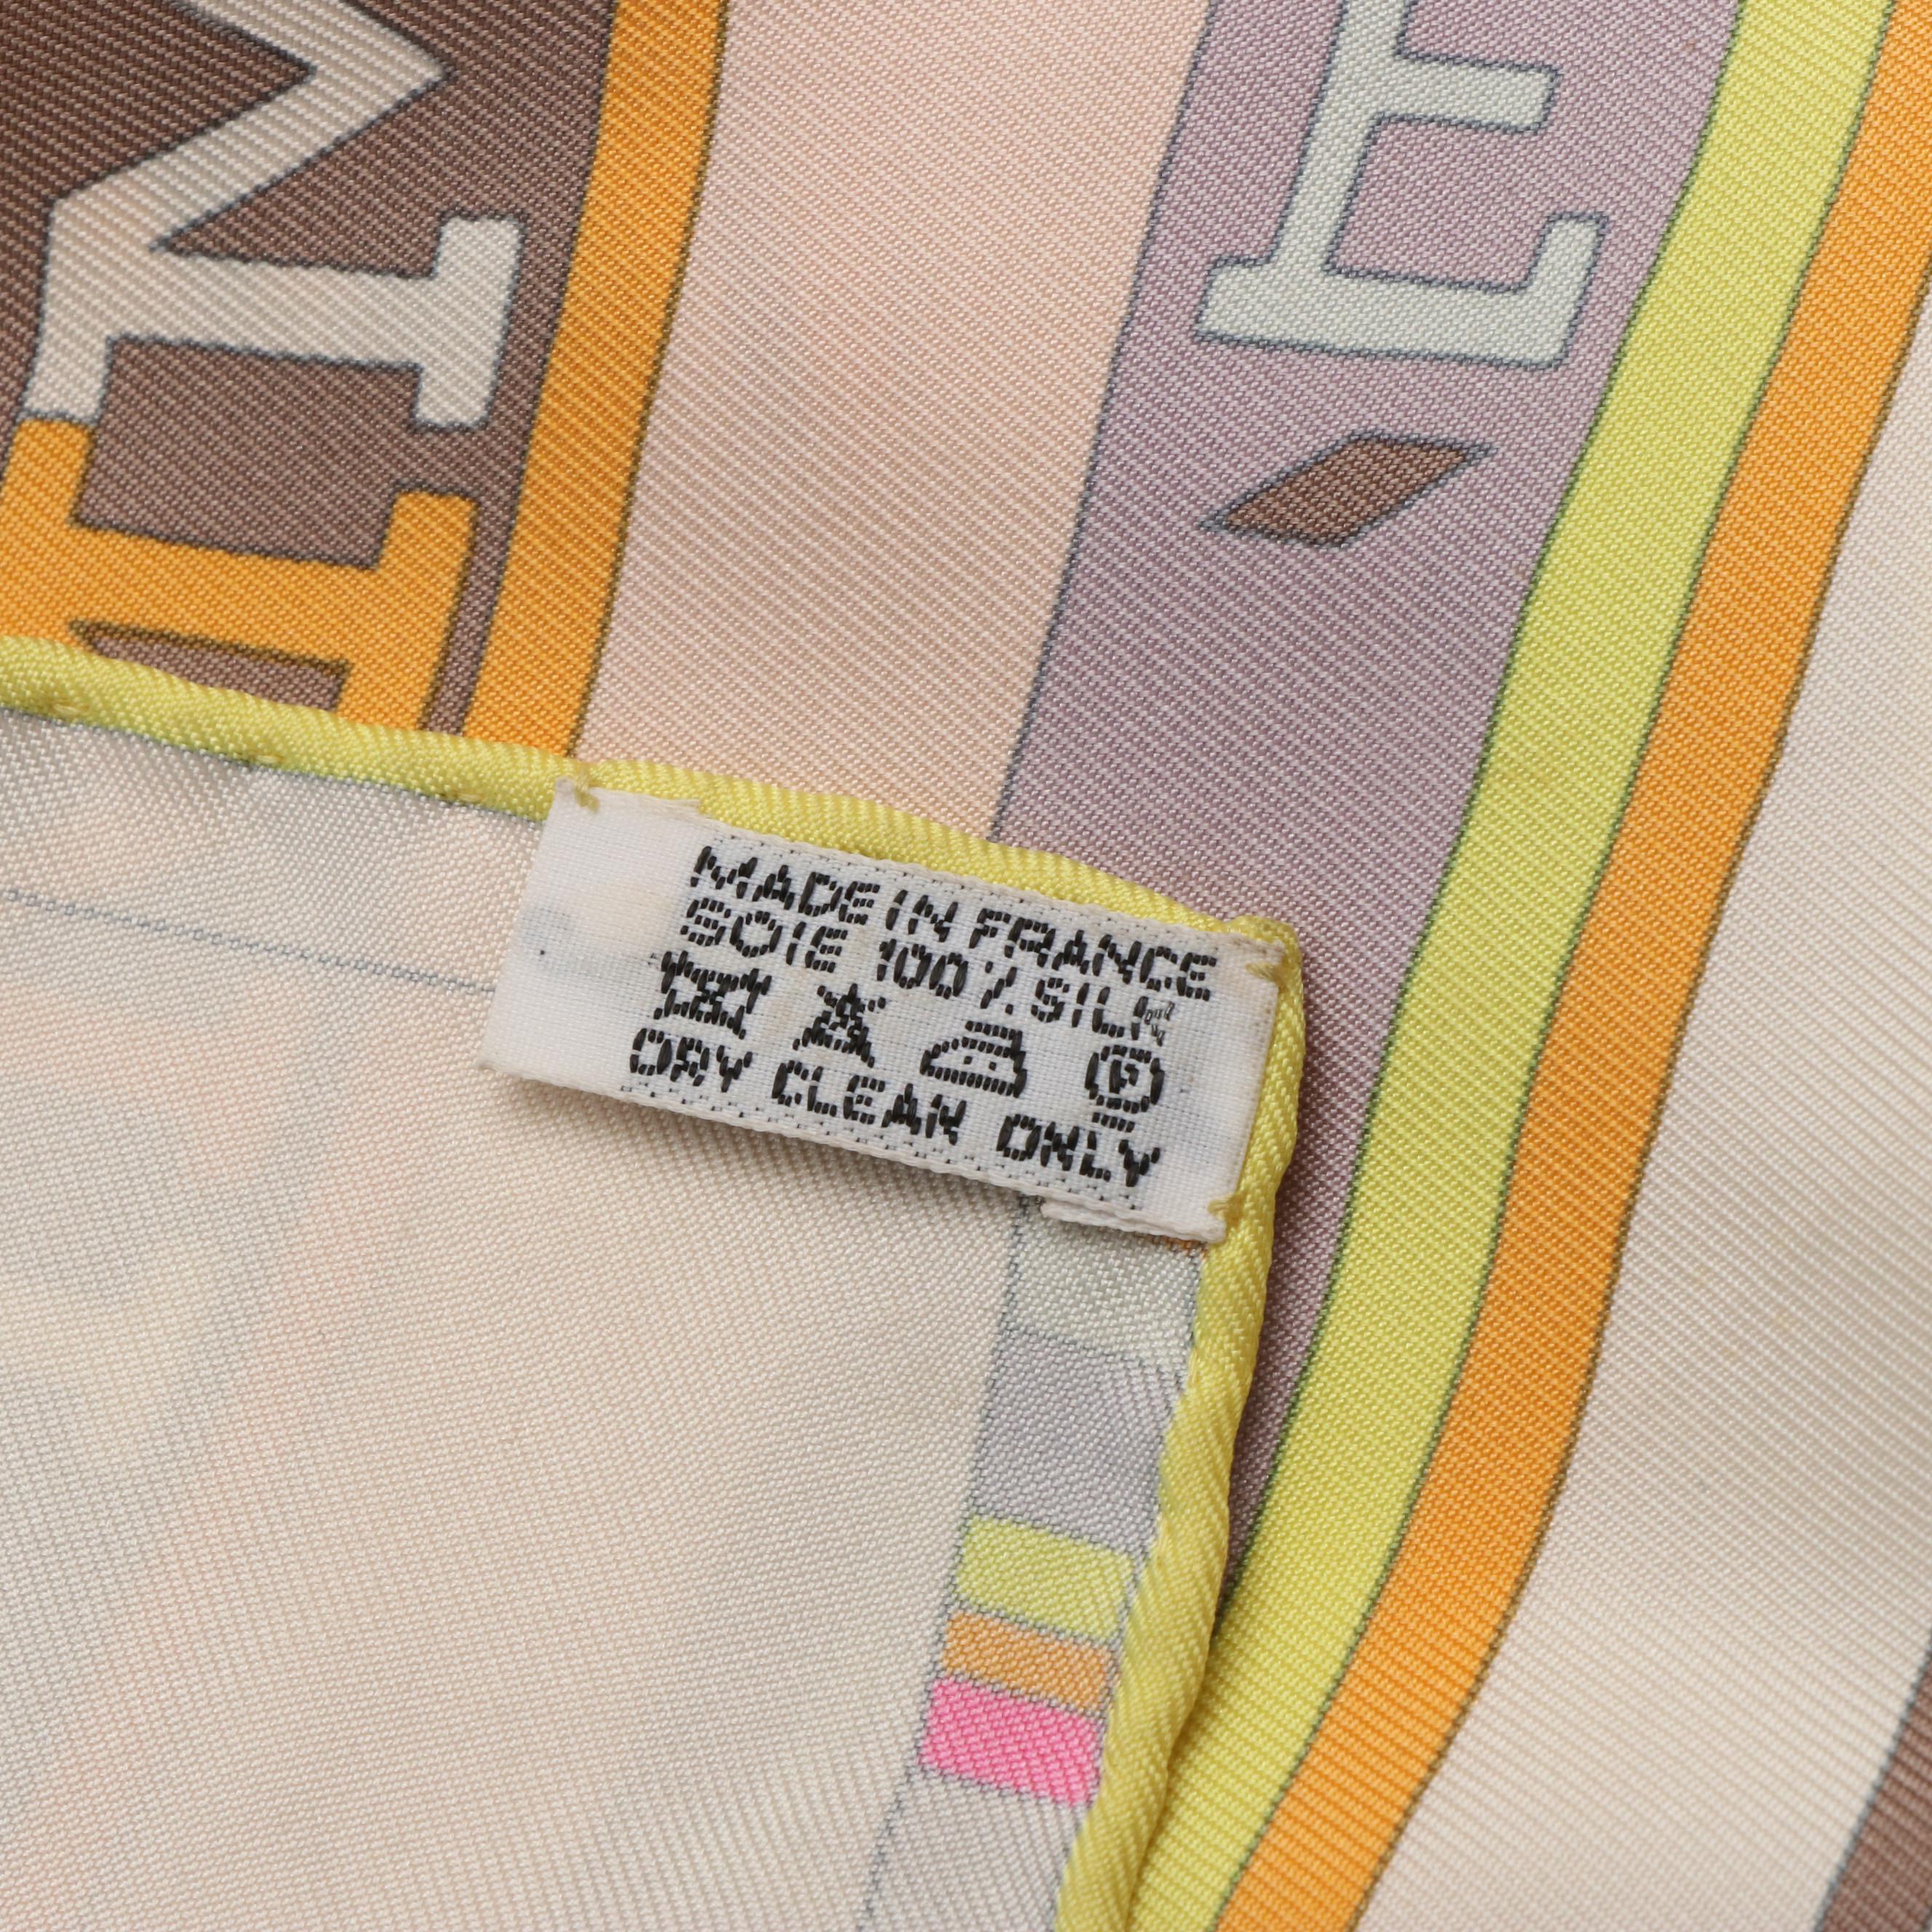 MADE IN FRANCE
SOIE 100% SILK
P
DRY CLEAN ONLY
'E